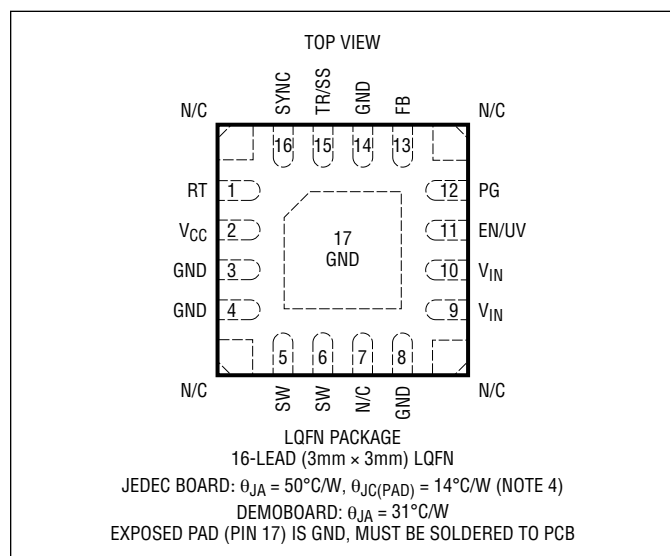 TOP VIEW
N/C SYNC TR/SS GND FB N/C
16 15 14 13
RT 1 12 PG
VCC 2 11 EN/UV
17
GND
GND 3 10 VIN
GND 4 9 VIN
5 6 7 8
N/C SW SW N/C GND N/C
LQFN PACKAGE
16-LEAD (3mm × 3mm) LQFN
JEDEC BOARD: θJA = 50°C/W, θJC(PAD) = 14°C/W (NOTE 4)
DEMOBOARD: θJA = 31°C/W
EXPOSED PAD (PIN 17) IS GND, MUST BE SOLDERED TO PCB